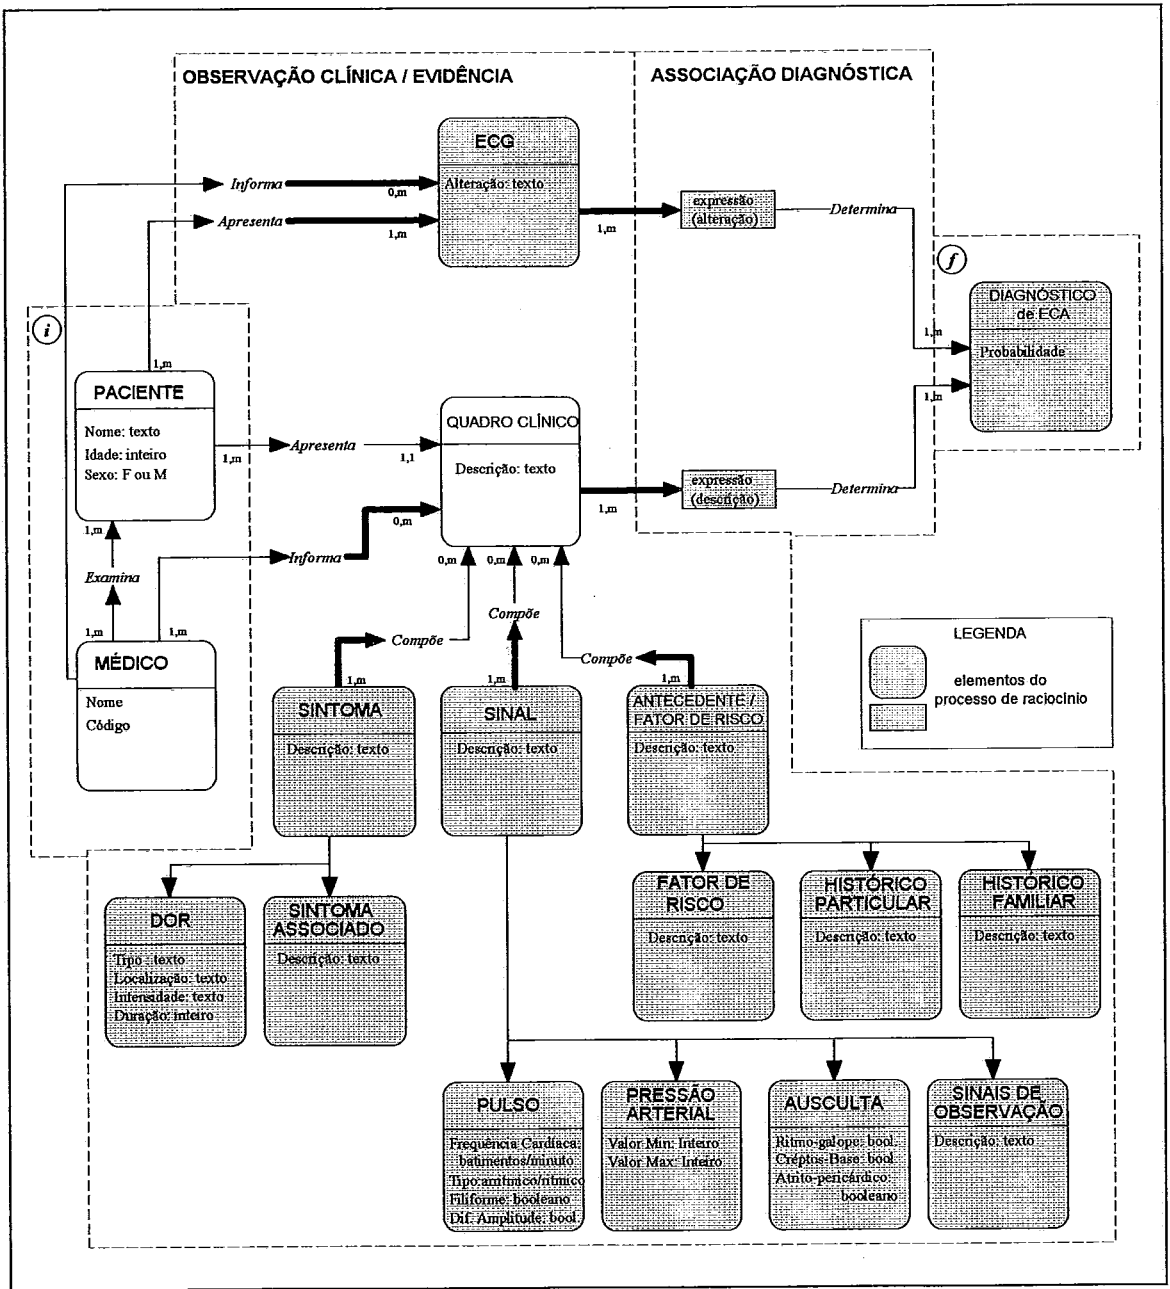 OBSERVAÇÃO CLÍNICA / EVIDÊNCIA
ASSOCIAÇÃO DIAGNÓSTICA
ECG
Alteração: texto
Informa
0,m
Apresenta
1,m
1,m
expressão
(alteração)
Determina
f
DIAGNÓSTICO
de ECA
Probabilidade
1,m
1,m
i
1,m
PACIENTE
Nome: texto
Idade: inteiro
Sexo: F ou M
1,m
Apresenta
1,1
QUADRO CLÍNICO
Descrição: texto
1,m
expressão
(descrição)
Determina
1,m
Examina
1,m
1,m
Informa
0,m
0,m
0,m
0,m
MÉDICO
Nome
Código
Compõe
Compõe
Compõe
1,m
1,m
1,m
SINTOMA
Descrição: texto
SINAL
Descrição: texto
ANTECEDENTE /
FATOR DE RISCO
Descrição: texto
LEGENDA
elementos do
processo de raciocínio
DOR
Tipo : texto
Localização: texto
Intensidade: texto
Duração: inteiro
SINTOMA
ASSOCIADO
Descrição: texto
FATOR DE
RISCO
Descrição: texto
HISTÓRICO
PARTICULAR
Descrição: texto
HISTÓRICO
FAMILIAR
Descrição: texto
PULSO
Frequência Cardíaca:
batimentos/minuto
Tipo:arrítmico/rítmico
Filiforme: booleano
Dif. Amplitude: bool.
PRESSÃO
ARTERIAL
Valor Min: Inteiro
Valor Max: Inteiro
AUSCULTA
Ritmo-galope: bool.
Créptos-Base: bool.
Atrito-pericárdico:
booleano
SINAIS DE
OBSERVAÇÃO
Descrição: texto